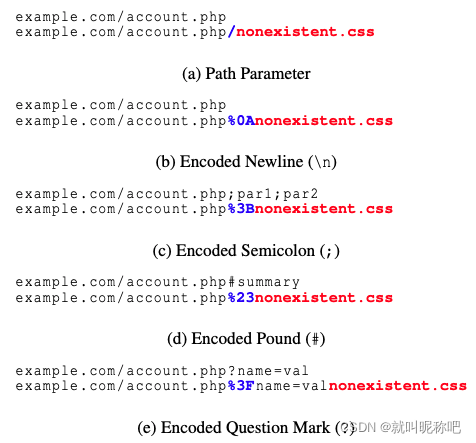 example.com/account.php
example.com/account.php/nonexistent.css
(a) Path Parameter
example.com/account.php
example.com/account.php%0Anonexistent.css
(b) Encoded Newline (\n)
example.com/account.php;par1;par2
example.com/account.php%3Bnonexistent.css
(c) Encoded Semicolon (;)
example.com/account.php#summary
example.com/account.php%23nonexistent.css
(d) Encoded Pound (#)
example.com/account.php?name=val
example.com/account.php%3Fname=valnonexistent.css
(e) Encoded Question Mark (?)
CSDN @就叫昵称吧